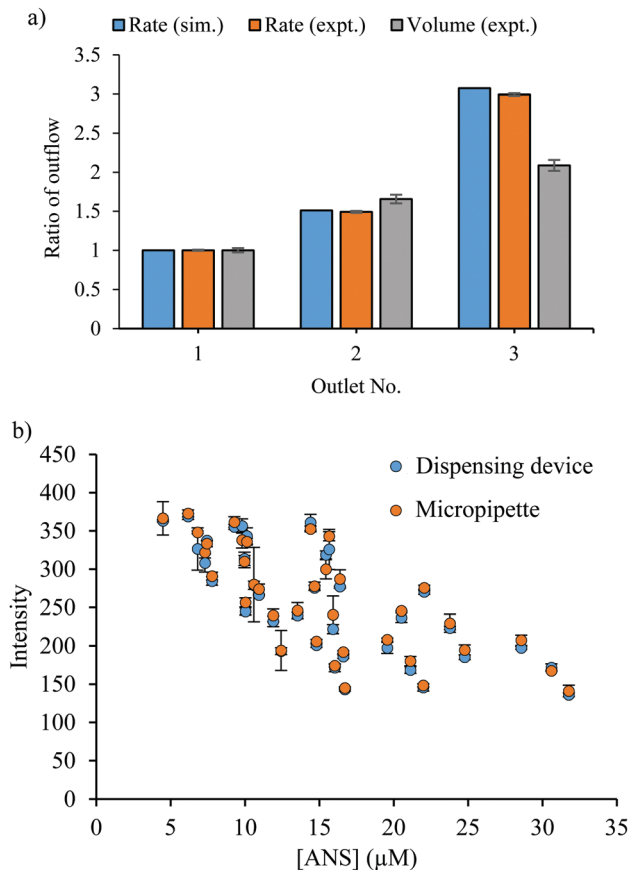 a)
Rate (sim.) Rate (expt.) Volume (expt.)
3.5
3
2.5
2
1.5
1
0.5
0
Ratio of outflow
1 2 3
Outlet No.
b)
450
400
350
300
250
200
150
100
50
0
Intensity
Dispensing device
Micropipette
0 5 10 15 20 25 30 35
[ANS] (µM)